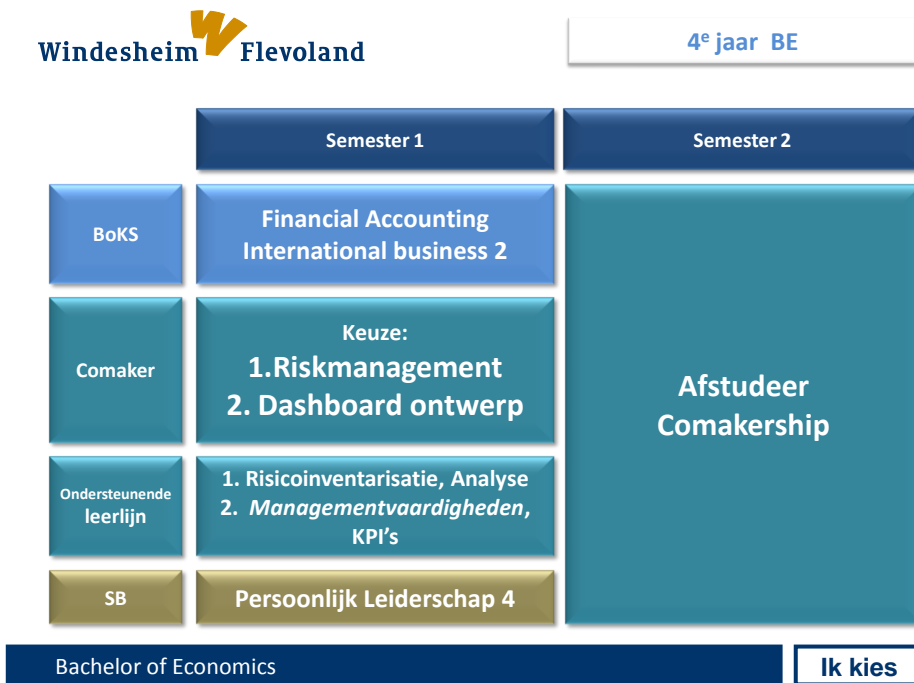 Windesheim Flevoland
4e jaar BE
Semester 1
Semester 2
BoKS
Financial Accounting
International business 2
Comaker
Keuze:
1.Riskmanagement
2. Dashboard ontwerp
Afstudeer
Comakership
Ondersteunende
leerlijn
1. Risicoinventarisatie, Analyse
2. Managementvaardigheden,
KPI's
SB
Persoonlijk Leiderschap 4
Bachelor of Economics
Ik kies